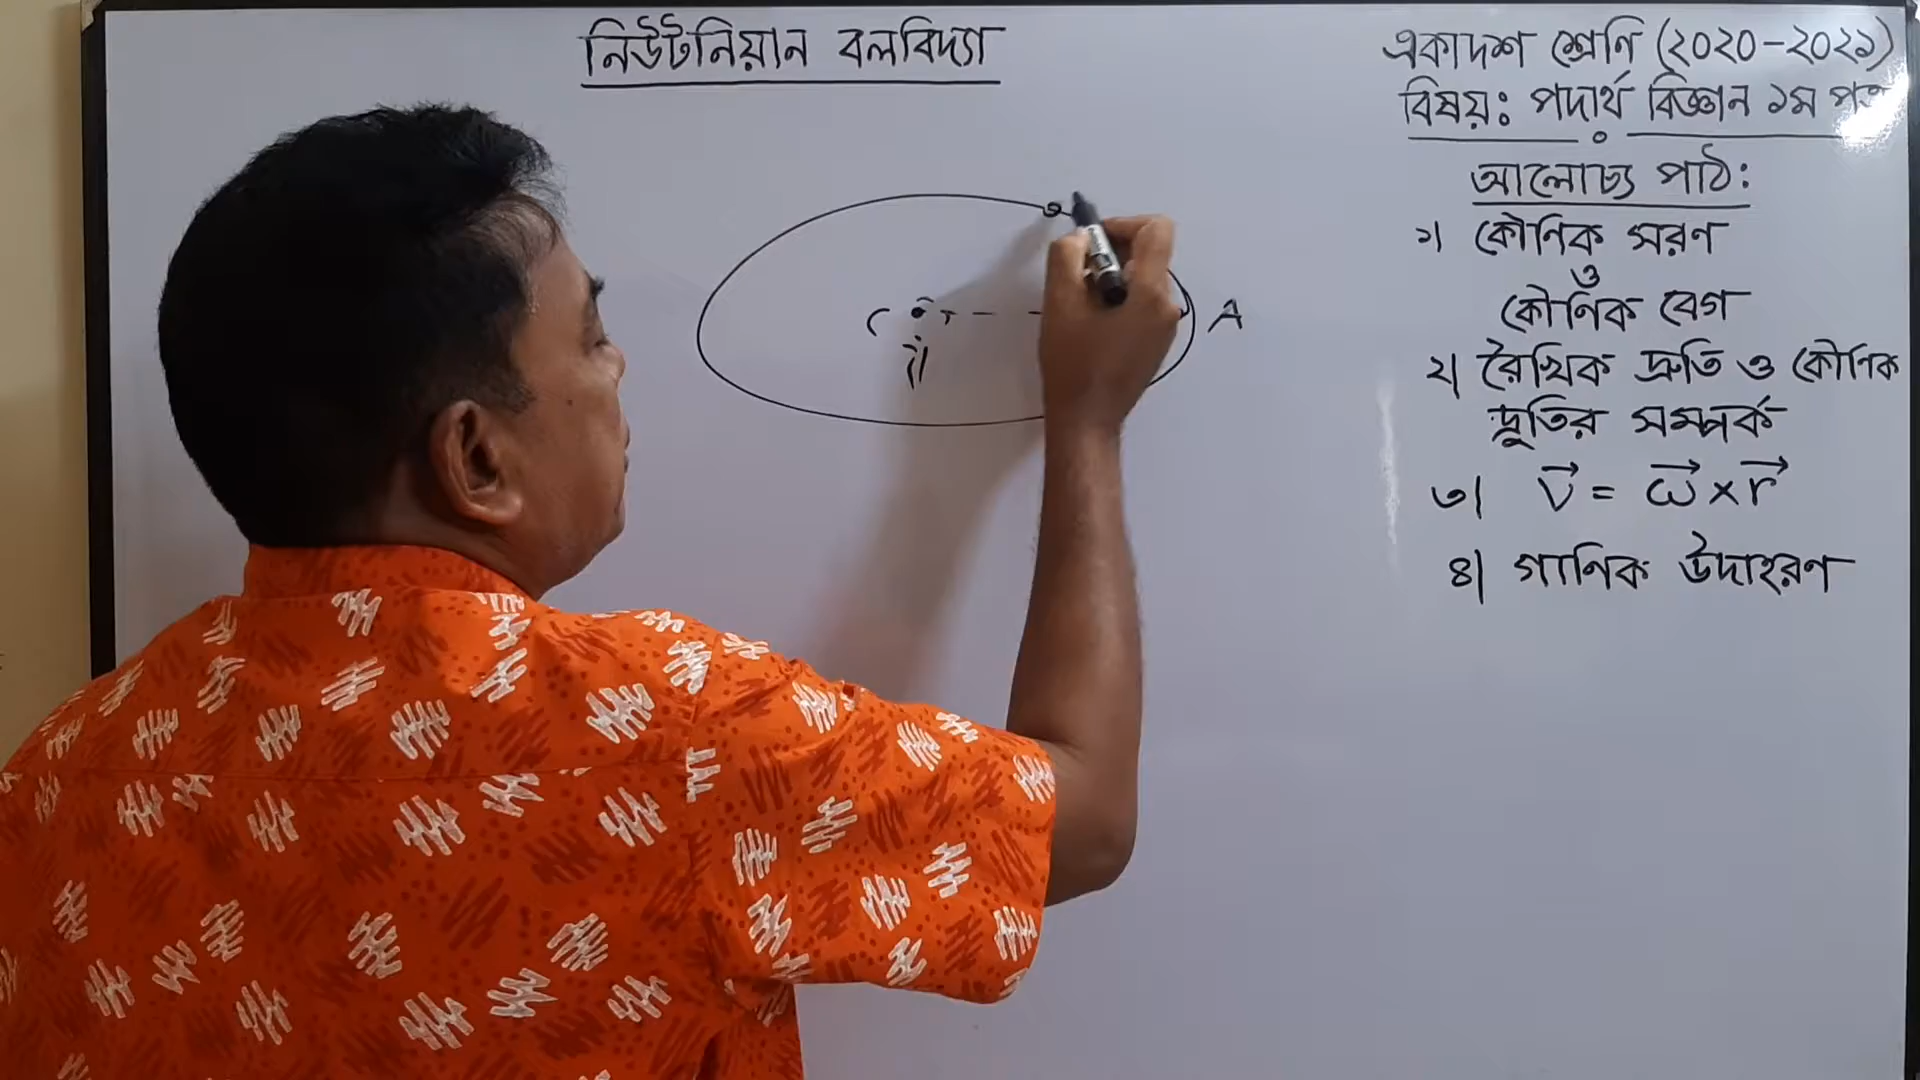 নিউটনিয়ান বলবিদ্যা
একাদশ শ্রেণি (২০২০-২০২১)
বিষয়ঃ পদার্থ বিজ্ঞান ১ম পত্র
আলোচ্য পাঠ:
১। কৌণিক সরণ
ও
কৌণিক বেগ
২। রৈখিক দ্রুতি ও কৌণিক
দ্রুতির সম্পর্ক
৩। v⃗ = ω⃗ × r⃗
৪। গাণিতিক উদাহরণ
A